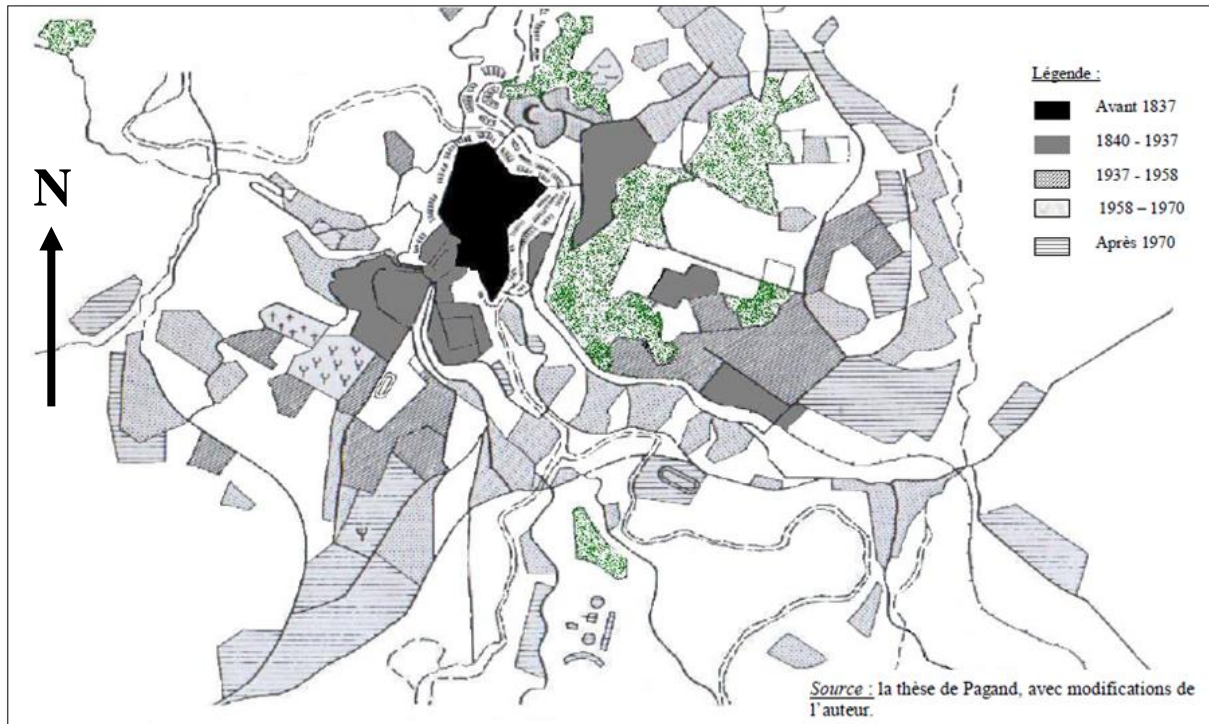 N
Légende :
Avant 1837
1840 - 1937
1937 - 1958
1958 – 1970
Après 1970
Source : la thèse de Pagand, avec modifications de
l'auteur.